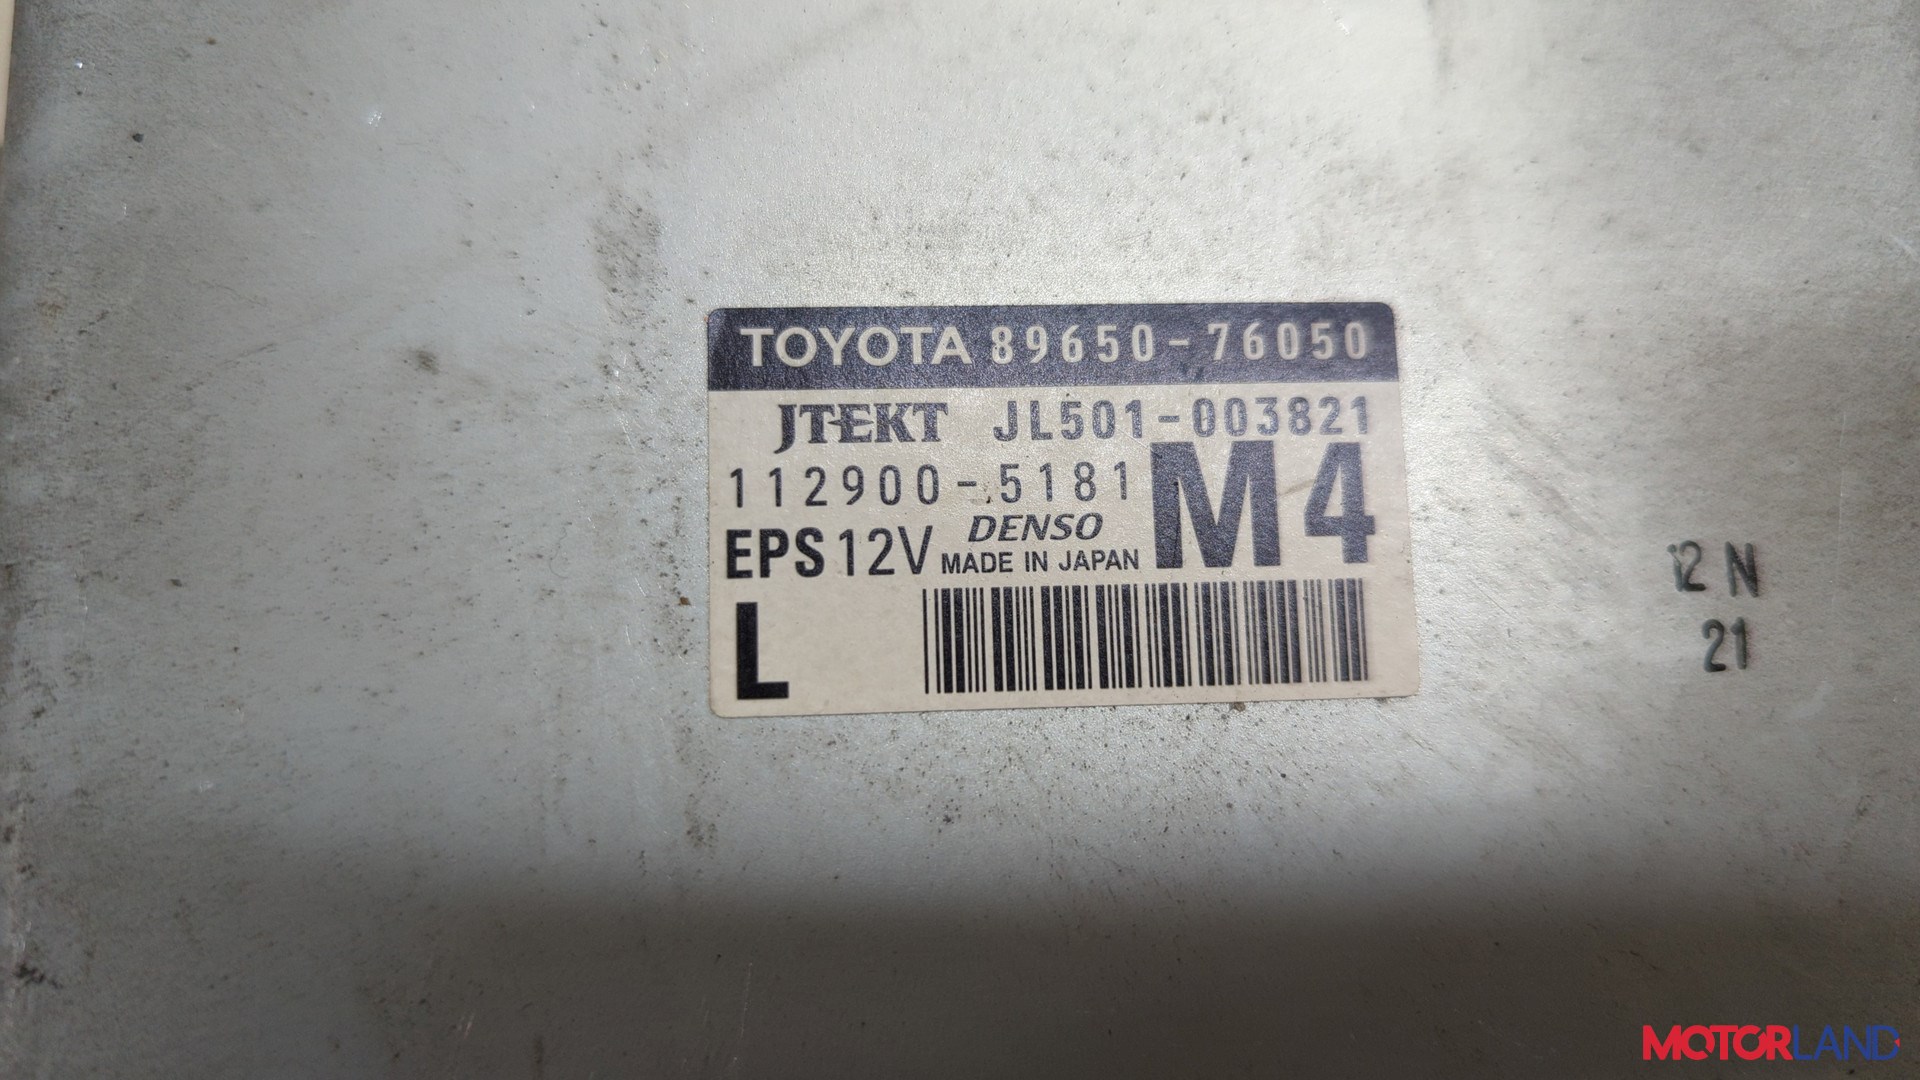 TOYOTA 89650-76050
JTEKT JL501-003821
112900-5181 M4
DENSO
EPS 12V MADE IN JAPAN
L
12 N
21
MOTORLAND